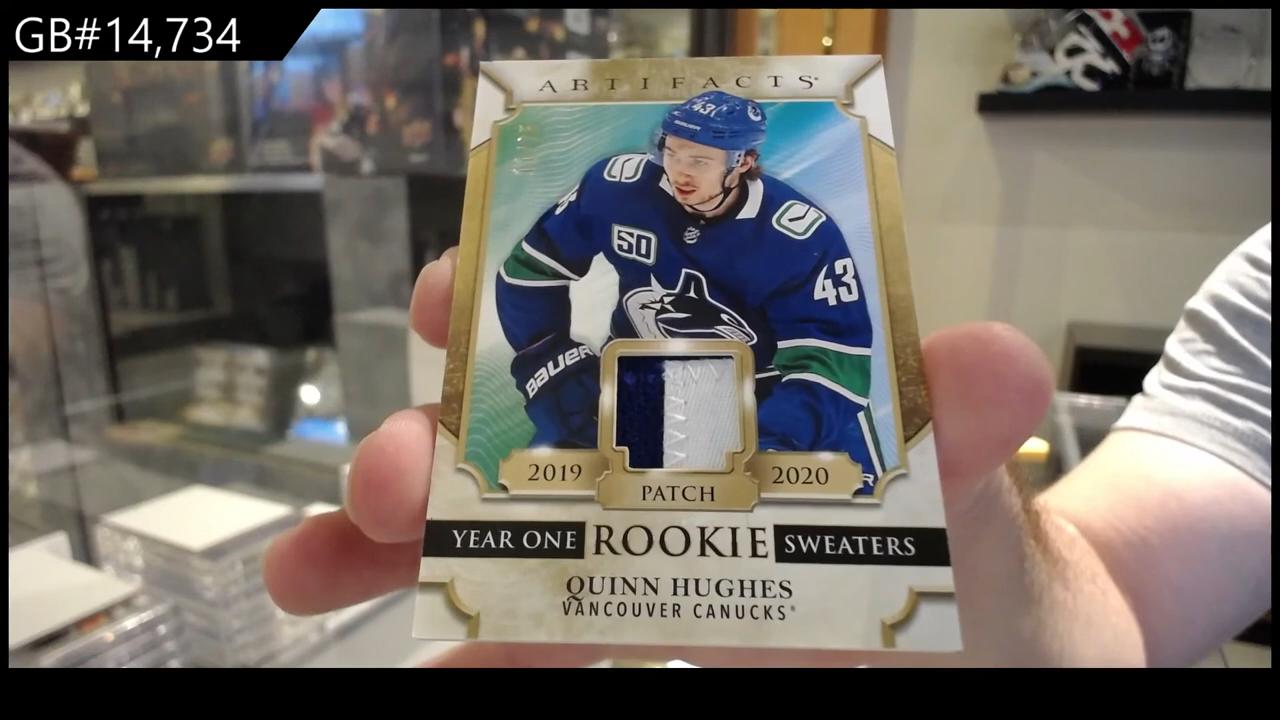 GB#14,734
ARTIFACTS
43
BAUER
50
43
BAUER
2019
2020
PATCH
YEAR ONE ROOKIE SWEATERS
QUINN HUGHES
VANCOUVER CANUCKS